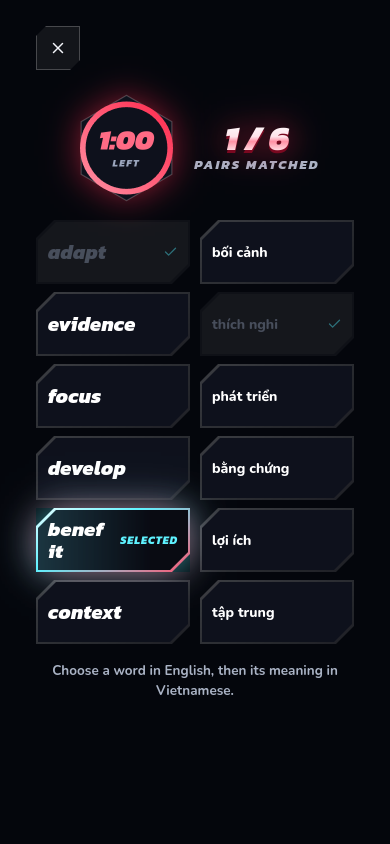 1:00
LEFT
1 / 6
PAIRS MATCHED
adapt
bối cảnh
evidence
thích nghi
focus
phát triển
develop
bằng chứng
benef
it
SELECTED
lợi ích
context
tập trung
Choose a word in English, then its meaning in
Vietnamese.